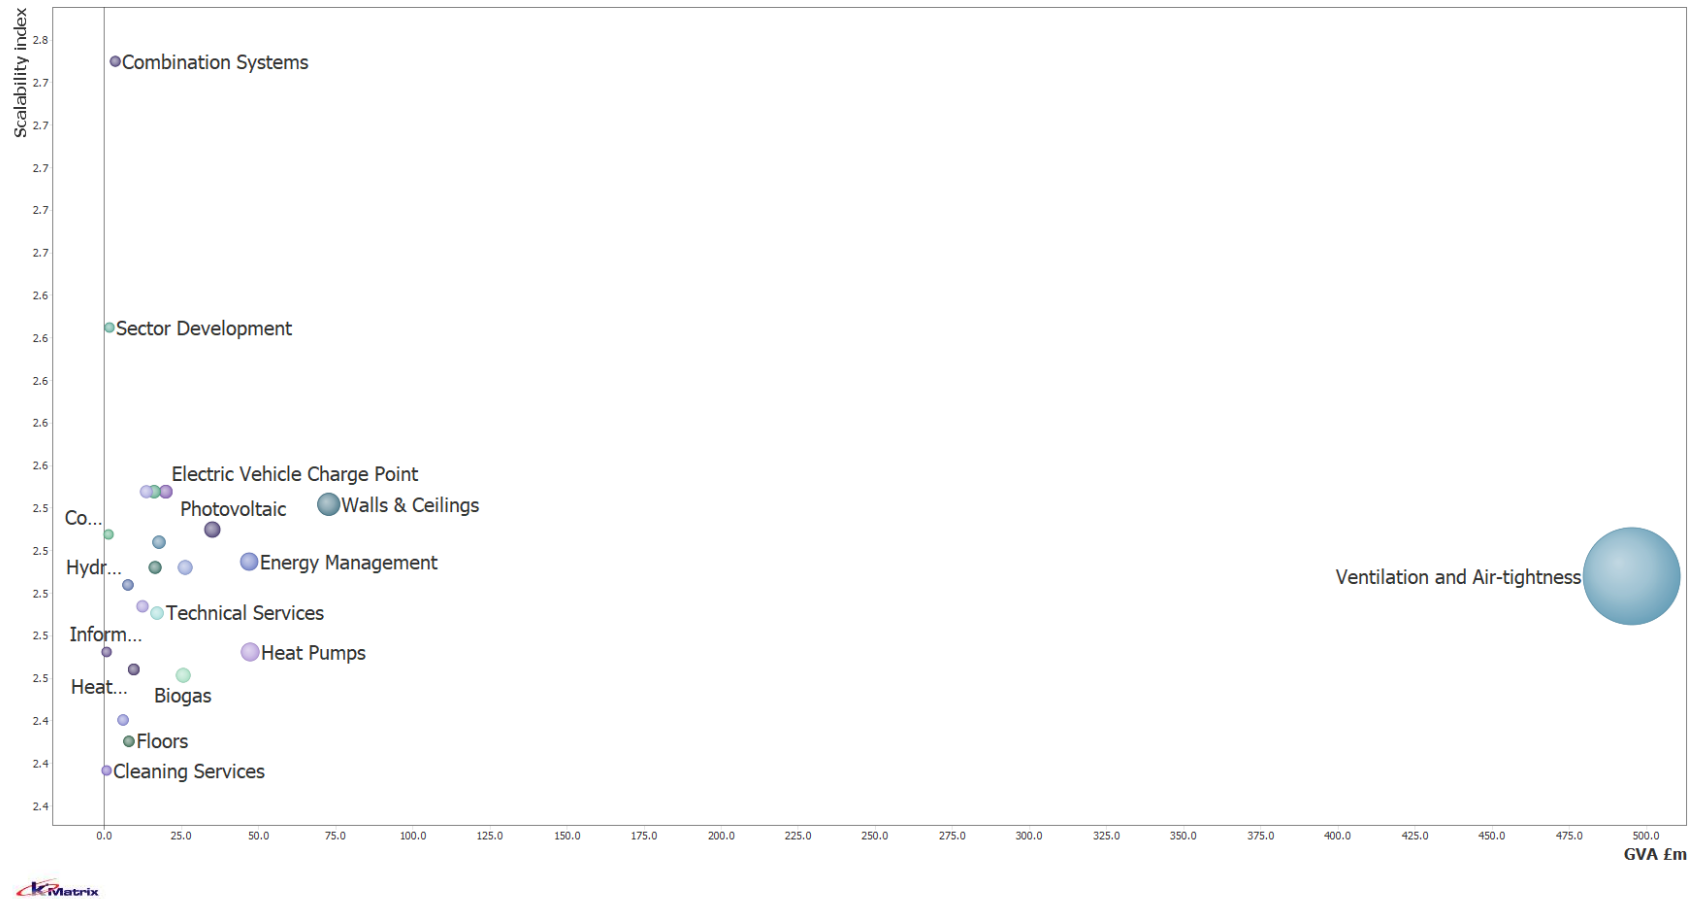 Scalability index
2.8
2.7
2.7
2.7
2.7
2.7
2.6
2.6
2.6
2.6
2.6
2.5
2.5
2.5
2.5
2.5
2.4
2.4
2.4
Combination Systems
Sector Development
Electric Vehicle Charge Point
Walls & Ceilings
Photovoltaic
Co...
Energy Management
Hydr...
Ventilation and Air-tightness
Technical Services
Inform...
Heat Pumps
Heat...
Biogas
Floors
Cleaning Services
0.0 25.0 50.0 75.0 100.0 125.0 150.0 175.0 200.0 225.0 250.0 275.0 300.0 325.0 350.0 375.0 400.0 425.0 450.0 475.0 500.0
GVA £m
KMatrix